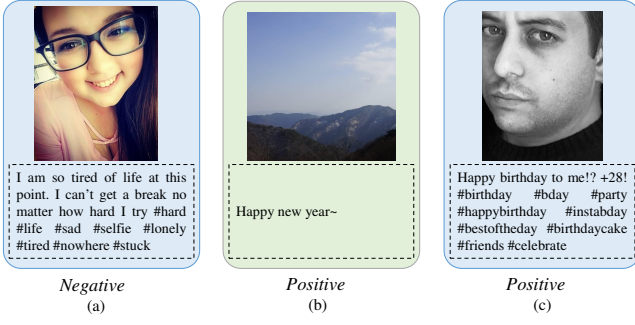 I am so tired of life at this
point. I can't get a break no
matter how hard I try #hard
#life #sad #selfie #lonely
#tired #nowhere #stuck
Negative
(a)
Happy new year~
Positive
(b)
Happy birthday to me!? +28!
#birthday #bday #party
#happybirthday #instabday
#bestoftheday #birthdaycake
#friends #celebrate
Positive
(c)